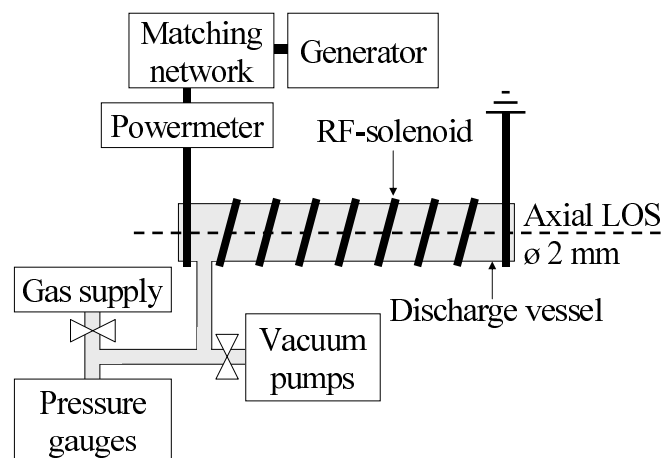 Matching
network
Generator
Powermeter
RF-solenoid
Axial LOS
ø 2 mm
Gas supply
Discharge vessel
Vacuum
pumps
Pressure
gauges